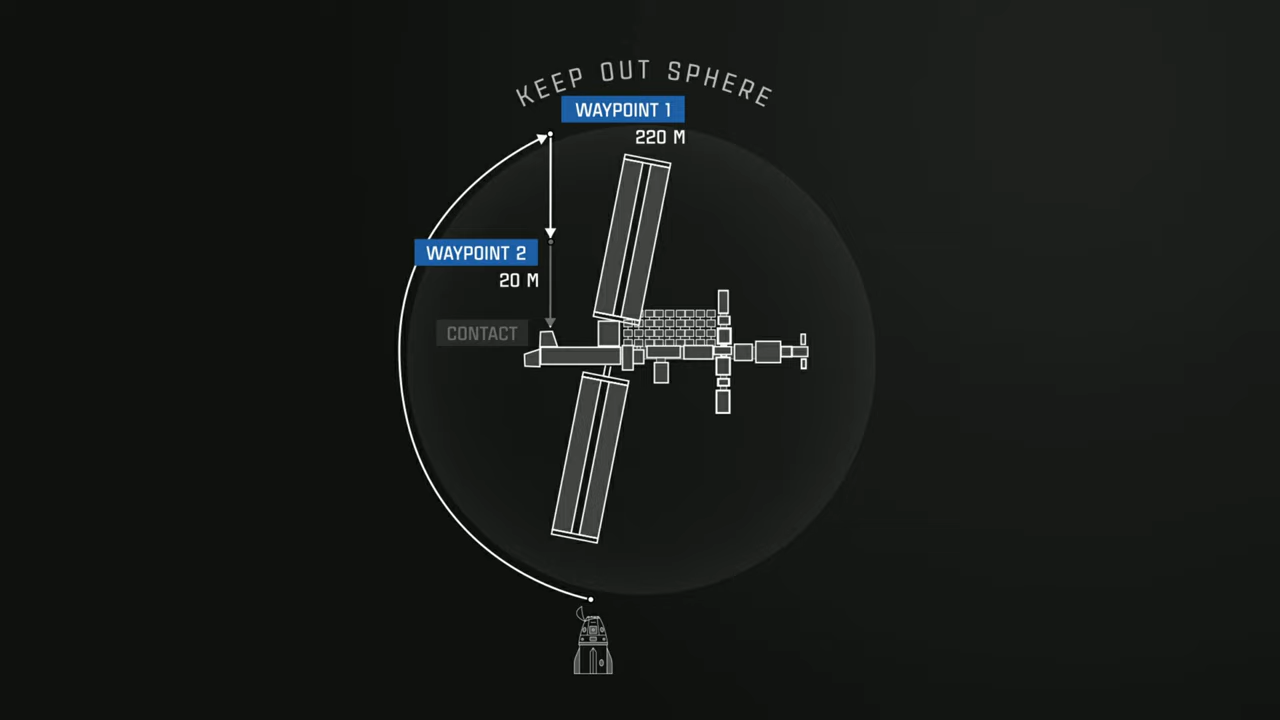 KEEP OUT SPHERE
WAYPOINT 1
220 M
WAYPOINT 2
20 M
CONTACT